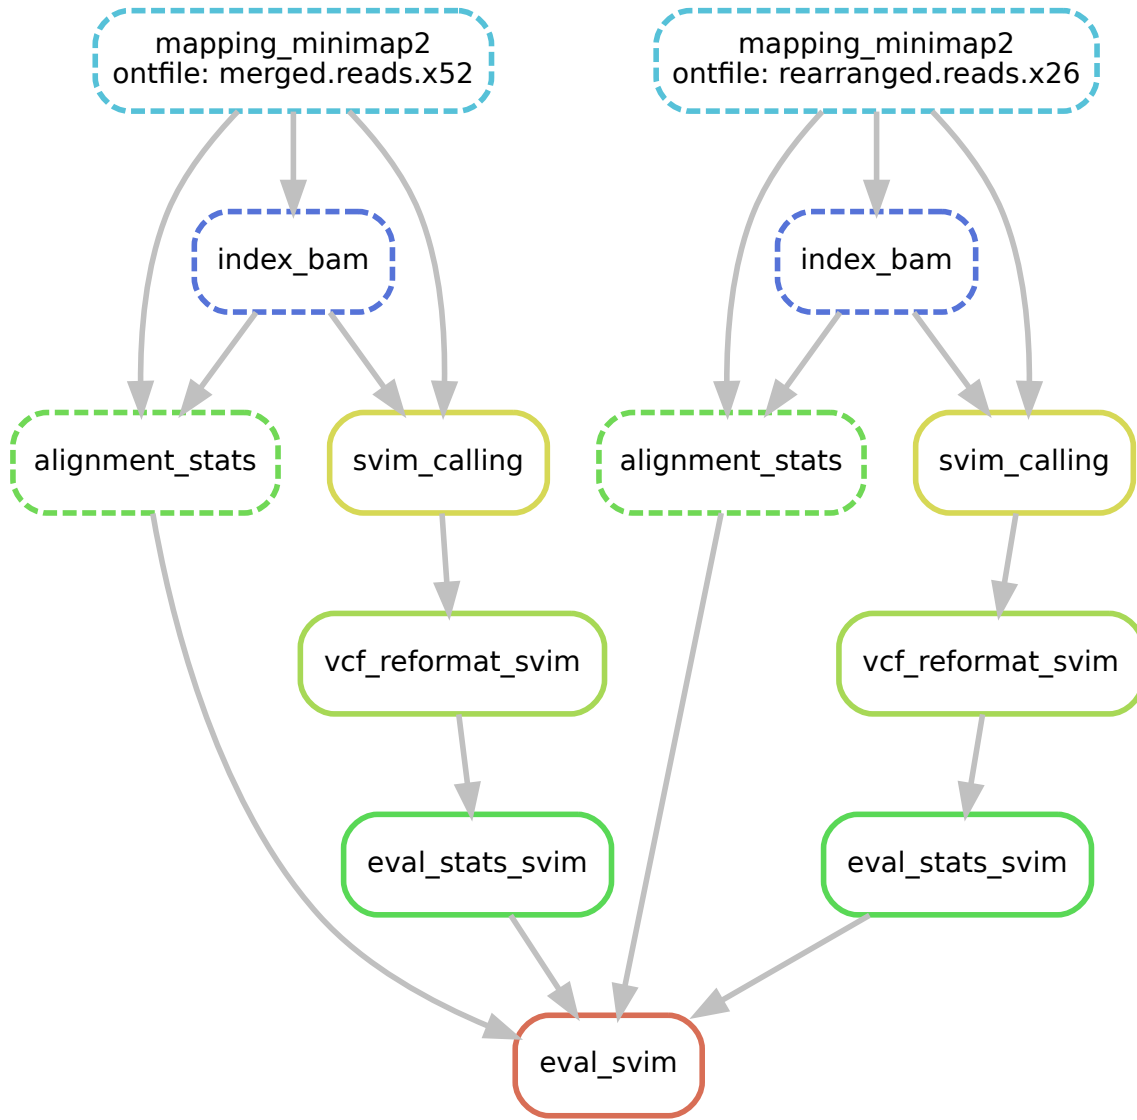 mapping_minimap2
ontfile: merged.reads.x52
mapping_minimap2
ontfile: rearranged.reads.x26
index_bam
index_bam
alignment_stats
svim_calling
alignment_stats
svim_calling
vcf_reformat_svim
vcf_reformat_svim
eval_stats_svim
eval_stats_svim
eval_svim